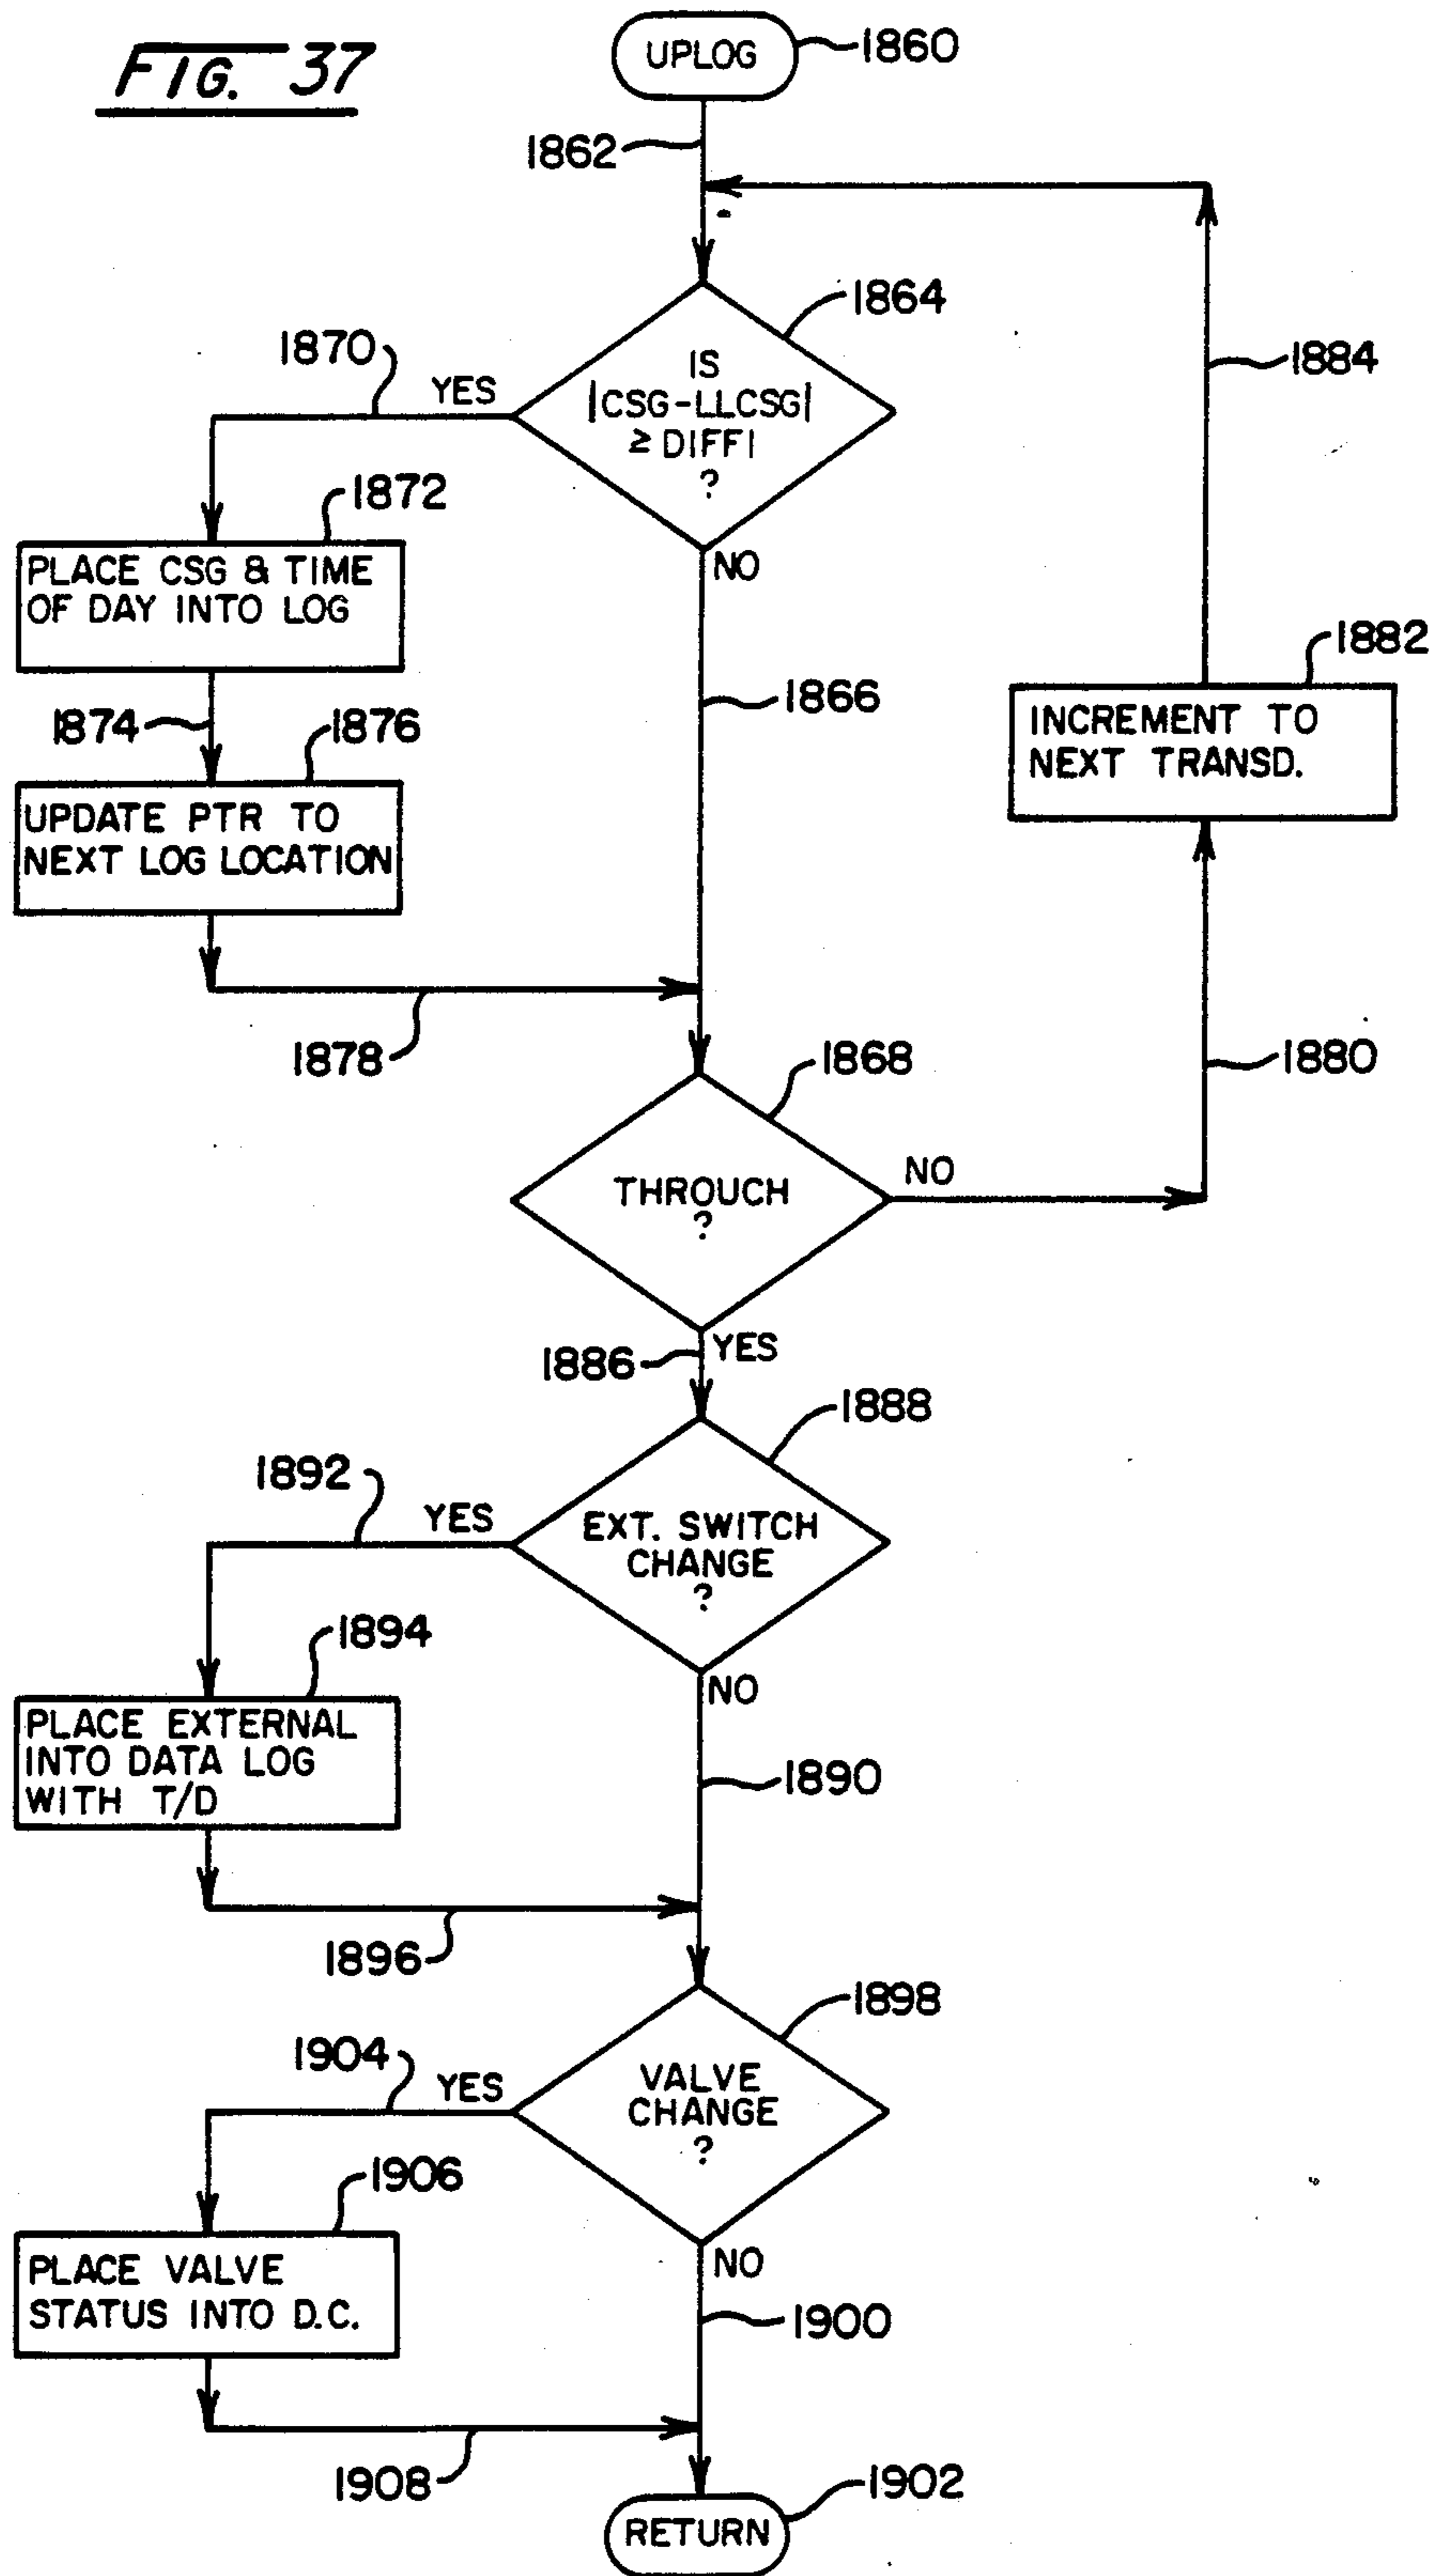 FIG. 37
UPLOG
1860
1862
1864
IS
|CSG-LLCSG|
≥ DIFF1
?
1870
YES
NO
1884
1872
PLACE CSG & TIME
OF DAY INTO LOG
1874
1876
UPDATE PTR TO
NEXT LOG LOCATION
1866
1882
INCREMENT TO
NEXT TRANSD.
1878
1868
1880
THROUCH
?
NO
1886
YES
1888
1892
YES
EXT. SWITCH
CHANGE
?
NO
1894
PLACE EXTERNAL
INTO DATA LOG
WITH T/D
1890
1896
1898
1904
YES
VALVE
CHANGE
?
NO
1906
PLACE VALVE
STATUS INTO D.C.
1900
1908
1902
RETURN